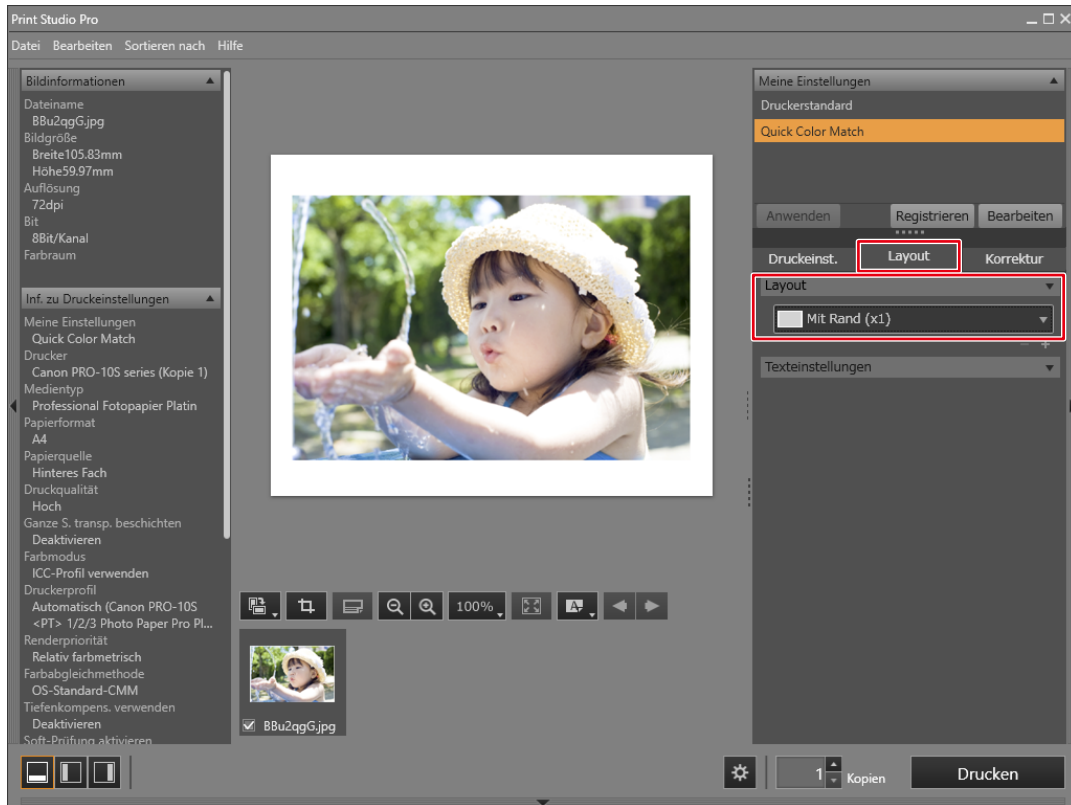 Print Studio Pro
Datei Bearbeiten Sortieren nach Hilfe
Bildinformationen
Dateiname
BBu2qgG.jpg
Bildgröße
Breite105.83mm
Höhe59.97mm
Auflösung
72dpi
Bit
8Bit/Kanal
Farbraum
Inf. zu Druckeinstellungen
Meine Einstellungen
Quick Color Match
Drucker
Canon PRO-10S series (Kopie 1)
Medientyp
Professional Fotopapier Platin
Papierformat
A4
Papierquelle
Hinteres Fach
Druckqualität
Hoch
Ganze S. transp. beschichten
Deaktivieren
Farbmodus
ICC-Profil verwenden
Druckerprofil
Automatisch (Canon PRO-10S
<PT> 1/2/3 Photo Paper Pro Pl...
Renderpriorität
Relativ farbmetrisch
Farbabgleichmethode
OS-Standard-CMM
Tiefenkompens. verwenden
Deaktivieren
Soft-Prüfung aktivieren
100%
BBu2qgG.jpg
Meine Einstellungen
Druckerstandard
Quick Color Match
Anwenden Registrieren Bearbeiten
Druckeinst. Layout Korrektur
Layout
Mit Rand (x1)
Texteinstellungen
1 Kopien Drucken